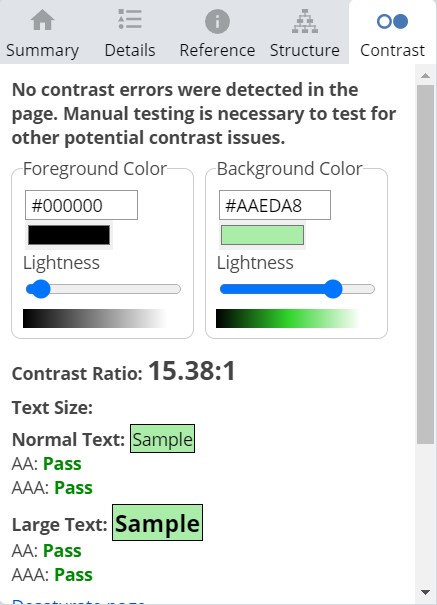 Summary Details Reference Structure Contrast
No contrast errors were detected in the
page. Manual testing is necessary to test for
other potential contrast issues.
Foreground Color Background Color
#000000 #AAEDA8
Lightness Lightness
Contrast Ratio: 15.38:1
Text Size:
Normal Text: Sample
AA: Pass
AAA: Pass
Large Text: Sample
AA: Pass
AAA: Pass
Desaturate page